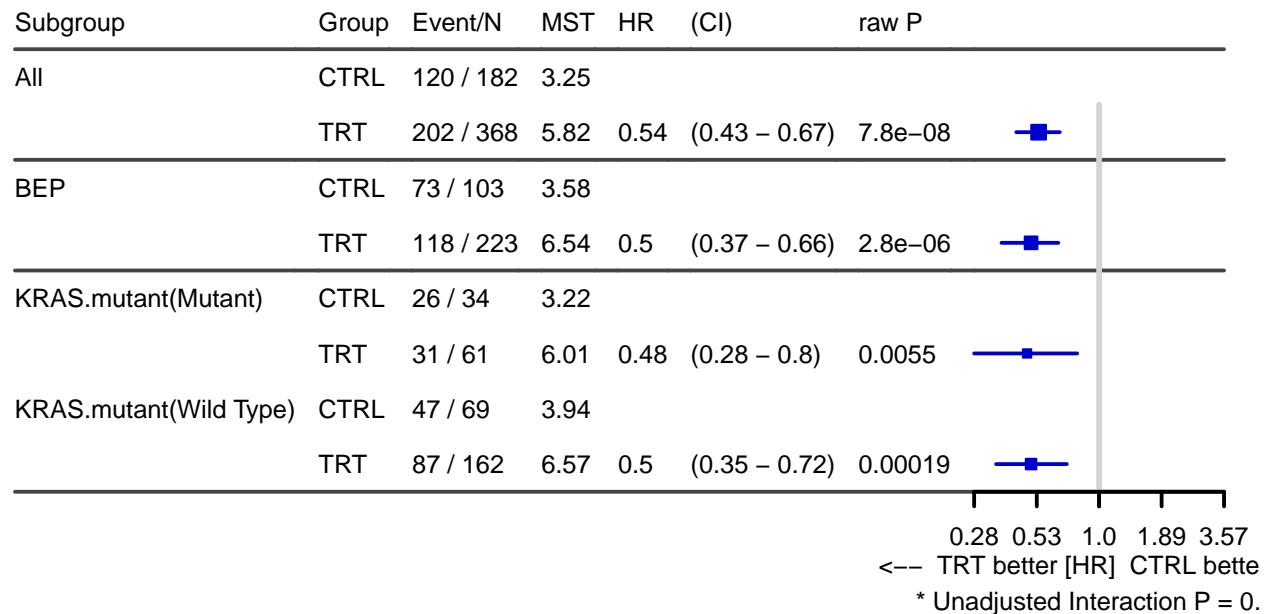 Subgroup Group Event/N MST HR (CI) raw P
All CTRL 120 / 182 3.25
TRT 202 / 368 5.82 0.54 (0.43 − 0.67) 7.8e−08
BEP CTRL 73 / 103 3.58
TRT 118 / 223 6.54 0.5 (0.37 − 0.66) 2.8e−06
KRAS.mutant(Mutant) CTRL 26 / 34 3.22
TRT 31 / 61 6.01 0.48 (0.28 − 0.8) 0.0055
KRAS.mutant(Wild Type) CTRL 47 / 69 3.94
TRT 87 / 162 6.57 0.5 (0.35 − 0.72) 0.00019
0.28 0.53 1.0 1.89 3.57
<−− TRT better [HR] CTRL bette
* Unadjusted Interaction P = 0.